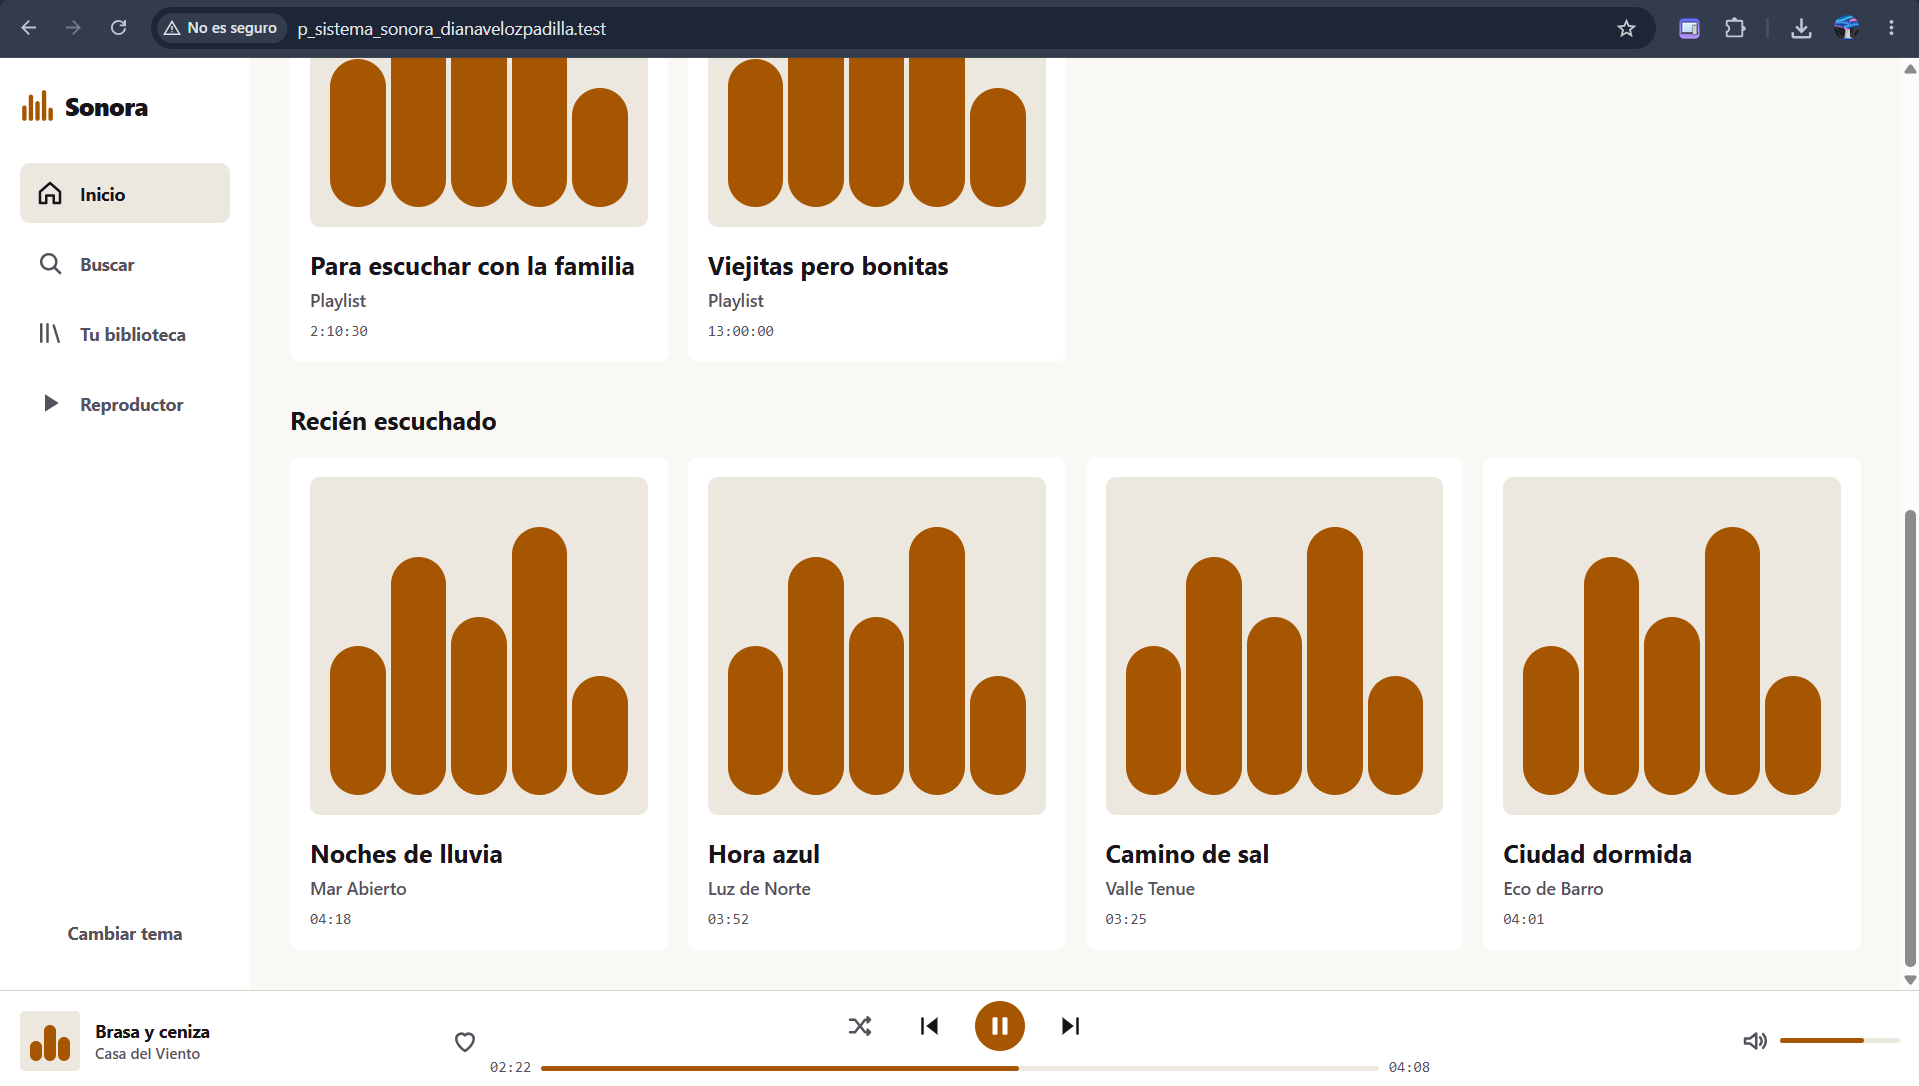 No es seguro
p_sistema_sonora_dianavelozpadilla.test
Sonora
Inicio
Buscar
Tu biblioteca
Reproductor
Cambiar tema
Para escuchar con la familia
Playlist
2:10:30
Viejitas pero bonitas
Playlist
13:00:00
Recién escuchado
Noches de lluvia
Mar Abierto
04:18
Hora azul
Luz de Norte
03:52
Camino de sal
Valle Tenue
03:25
Ciudad dormida
Eco de Barro
04:01
Brasa y ceniza
Casa del Viento
02:22
04:08